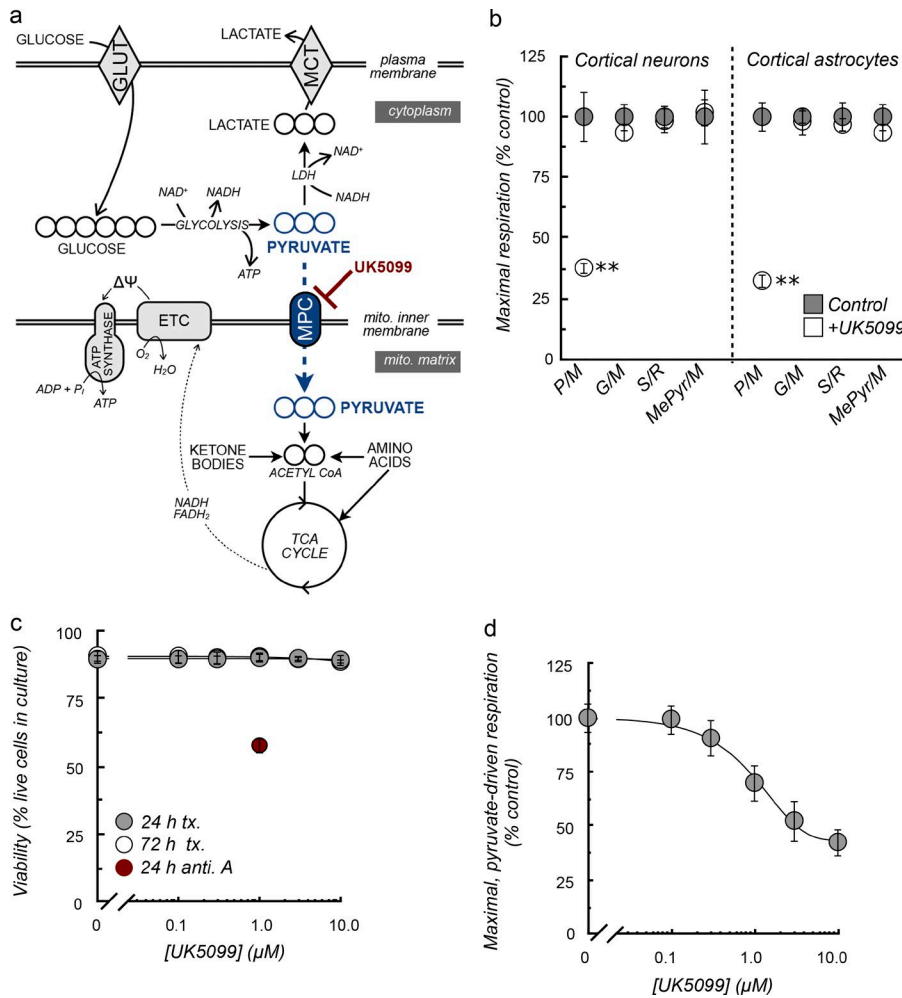 a
GLUCOSE
GLUT
LACTATE
MCT
plasma
membrane
cytoplasm
LACTATE
NAD⁺
LDH
NADH
NAD⁺
NADH
GLYCOLYSIS
GLUCOSE
ATP
PYRUVATE
UK5099
ΔΨ
ETC
ATP
SYNTHASE
MPC
mito. inner
membrane
mito. matrix
O₂
H₂O
ADP + Pᵢ
ATP
PYRUVATE
KETONE
BODIES
ACETYL CoA
AMINO
ACIDS
NADH
FADH₂
TCA
CYCLE
b
Cortical neurons
Cortical astrocytes
Maximal respiration (% control)
125
100
75
50
25
0
**
**
Control
+UK5099
P/M
G/M
S/R
MePyr/M
P/M
G/M
S/R
MePyr/M
c
Viability (% live cells in culture)
100
75
50
25
0
24 h tx.
72 h tx.
24 h anti. A
0
0.1
1.0
10.0
[UK5099] (μM)
d
Maximal, pyruvate-driven respiration
(% control)
125
100
75
50
25
0
0
0.1
1.0
10.0
[UK5099] (μM)